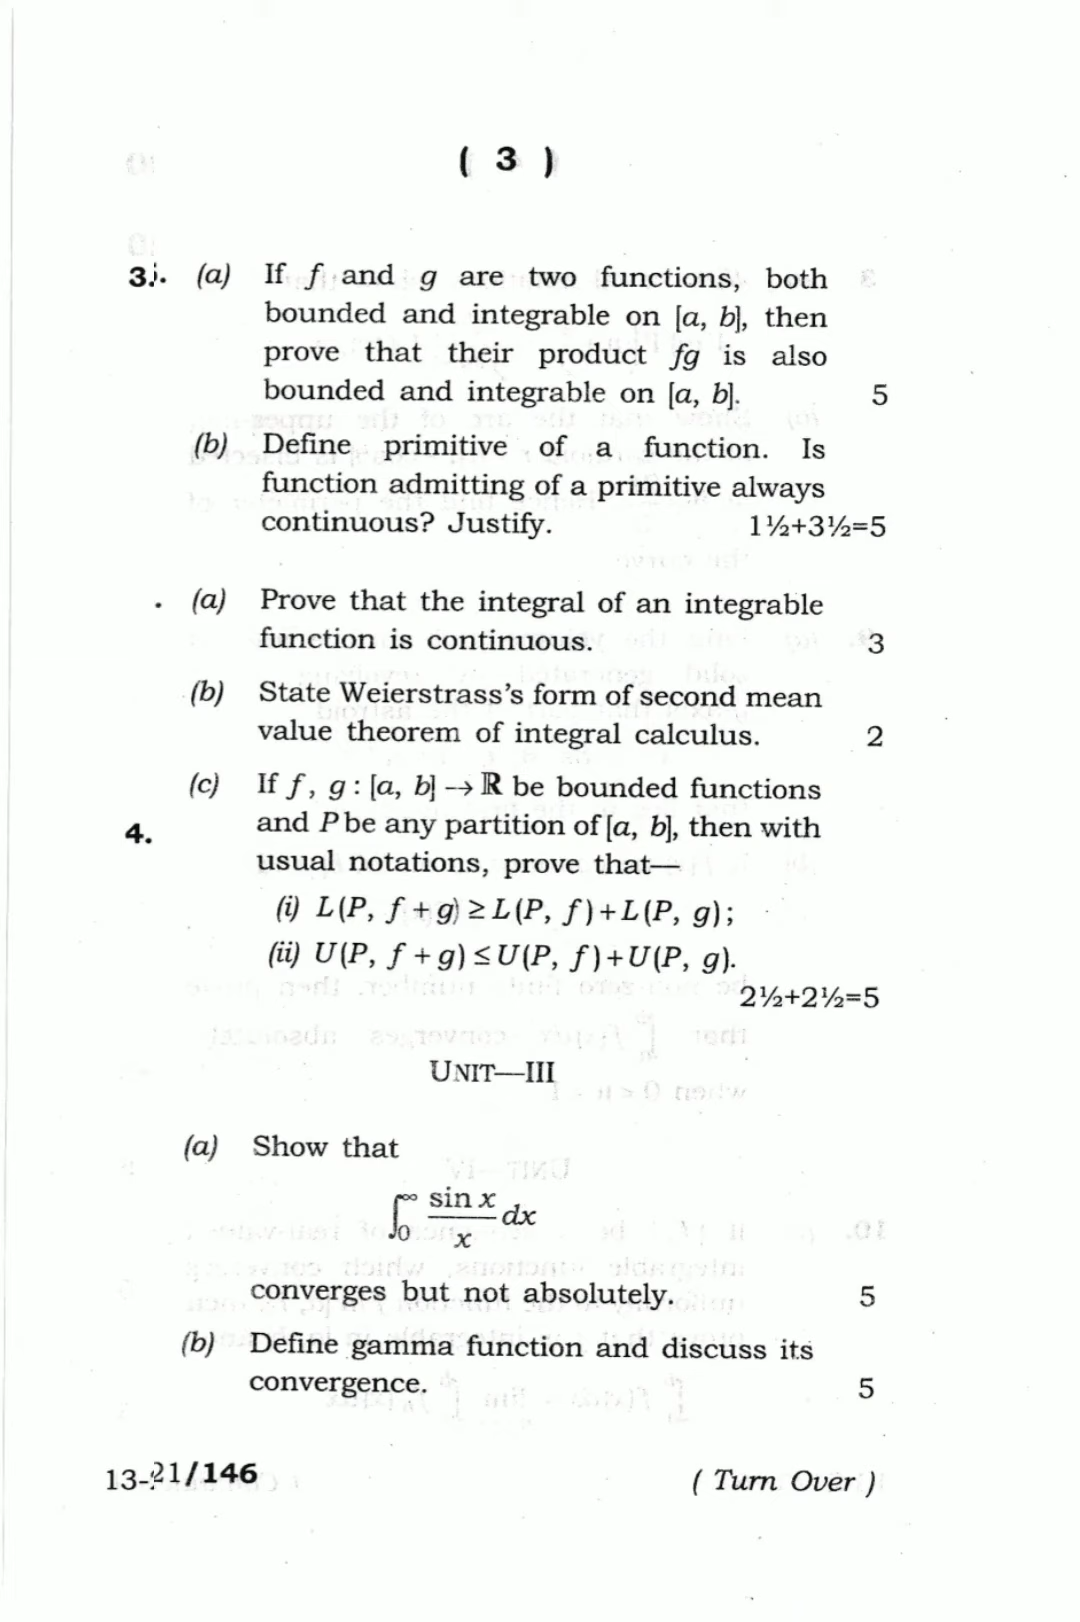 ( 3 )
3. (a) If f and g are two functions, both
bounded and integrable on [a, b], then
prove that their product fg is also
bounded and integrable on [a, b]. 5
(b) Define primitive of a function. Is
function admitting of a primitive always
continuous? Justify. 1½+3½=5
(a) Prove that the integral of an integrable
function is continuous. 3
(b) State Weierstrass's form of second mean
value theorem of integral calculus. 2
(c) If f, g : [a, b] → ℝ be bounded functions
4. and P be any partition of [a, b], then with
usual notations, prove that—
(i) L(P, f + g) ≥ L(P, f) + L(P, g);
(ii) U(P, f + g) ≤ U(P, f) + U(P, g).
2½+2½=5
UNIT—III
(a) Show that
∫₀^∞ (sin x / x) dx
converges but not absolutely. 5
(b) Define gamma function and discuss its
convergence. 5
13-21/146 ( Turn Over )